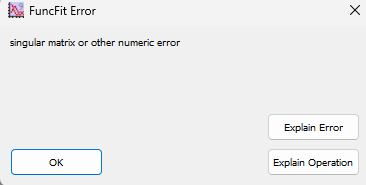 FuncFit Error
singular matrix or other numeric error
Explain Error
OK
Explain Operation